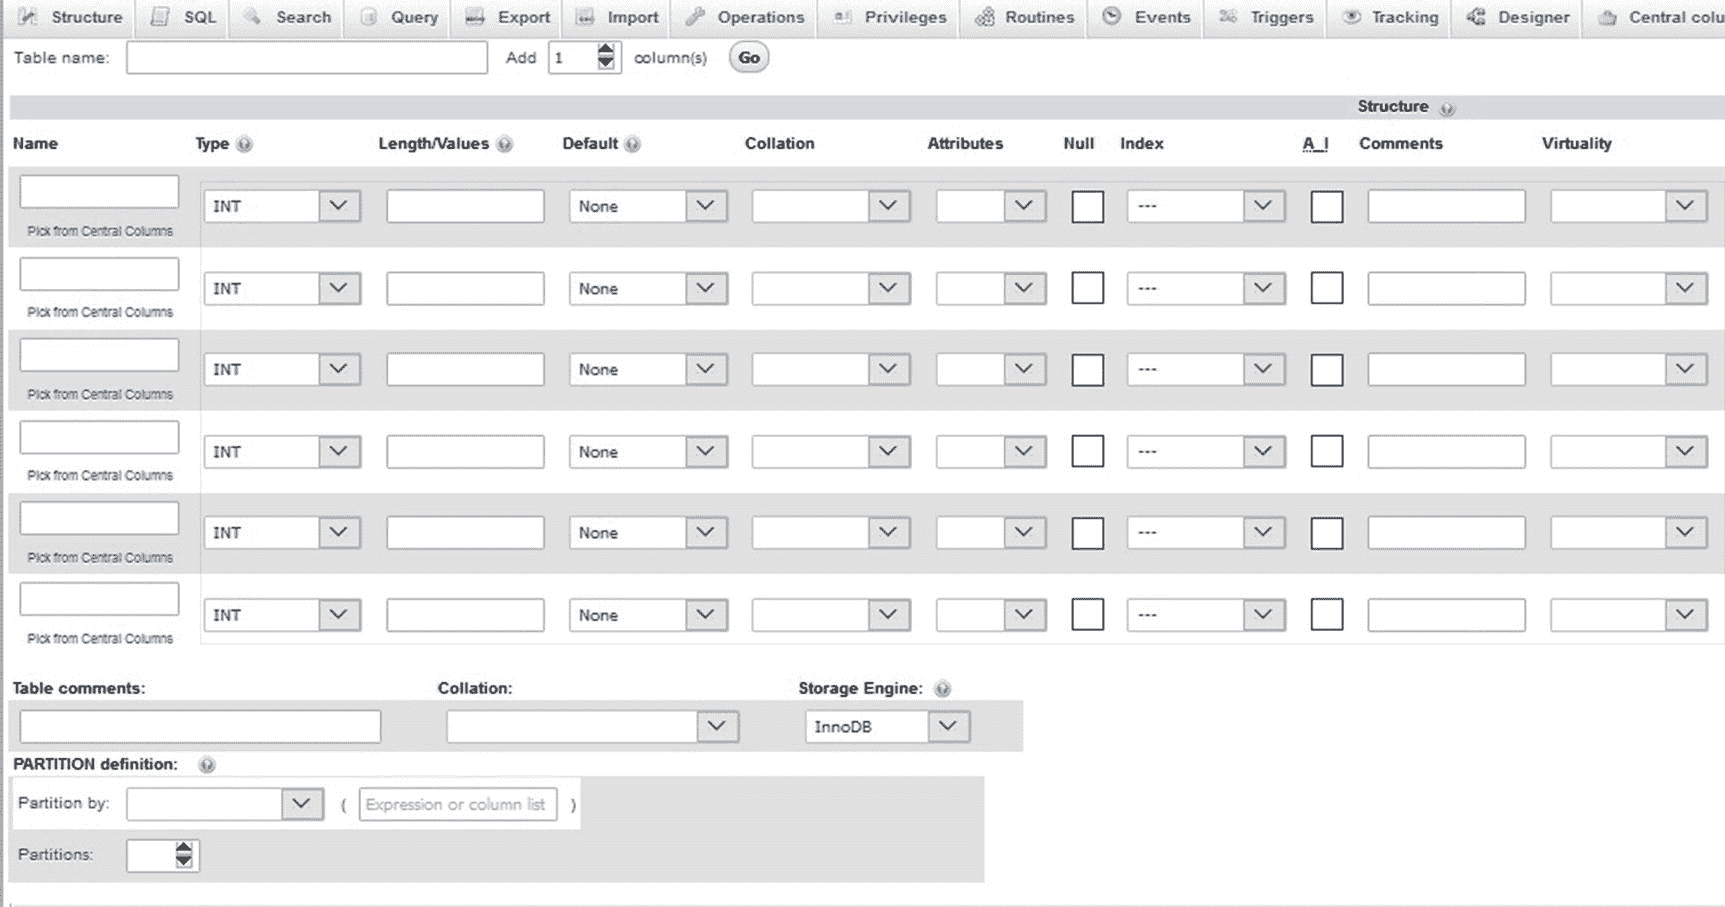 Structure SQL Search Query Export Import Operations Privileges Routines Events Triggers Tracking Designer Central colu
Table name: Add 1 column(s) Go
Structure
Name Type Length/Values Default Collation Attributes Null Index A_I Comments Virtuality
INT None ---
Pick from Central Columns
INT None ---
Pick from Central Columns
INT None ---
Pick from Central Columns
INT None ---
Pick from Central Columns
INT None ---
Pick from Central Columns
INT None ---
Pick from Central Columns
Table comments: Collation: Storage Engine:
InnoDB
PARTITION definition:
Partition by: ( Expression or column list )
Partitions: